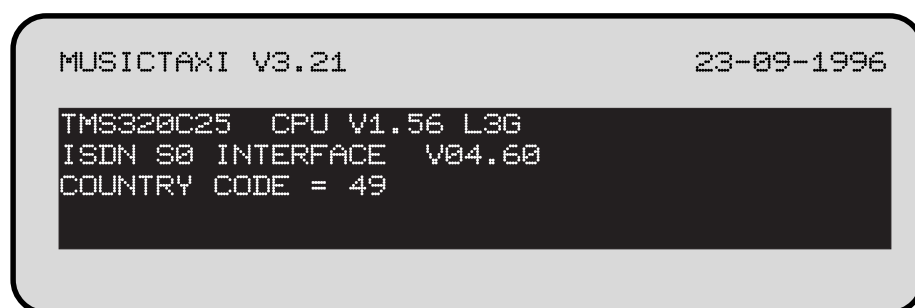 MUSICTAXI V3.21 23-09-1996
TMS320C25 CPU V1.56 L3G
ISDN S0 INTERFACE V04.60
COUNTRY CODE = 49